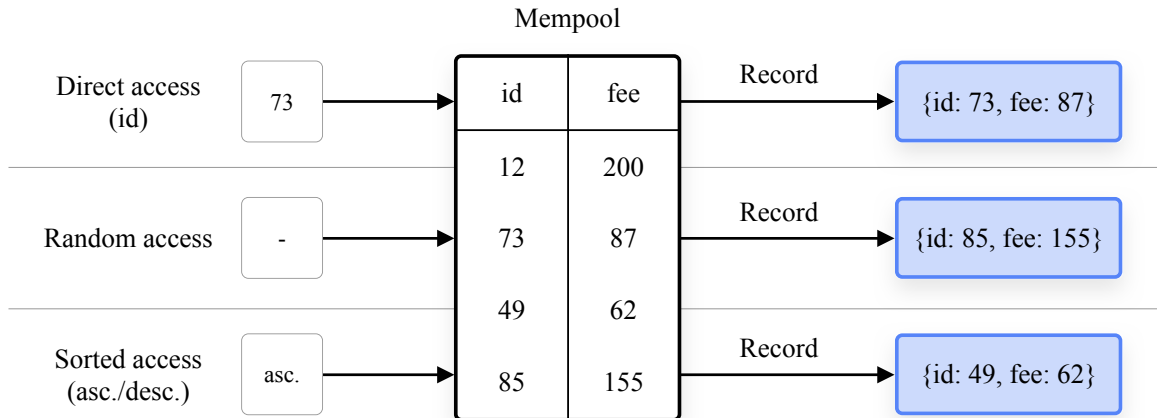 Mempool
Direct access
(id)
73
id
fee
Record
{id: 73, fee: 87}
12
200
Random access
-
73
87
Record
{id: 85, fee: 155}
49
62
Sorted access
(asc./desc.)
asc.
85
155
Record
{id: 49, fee: 62}